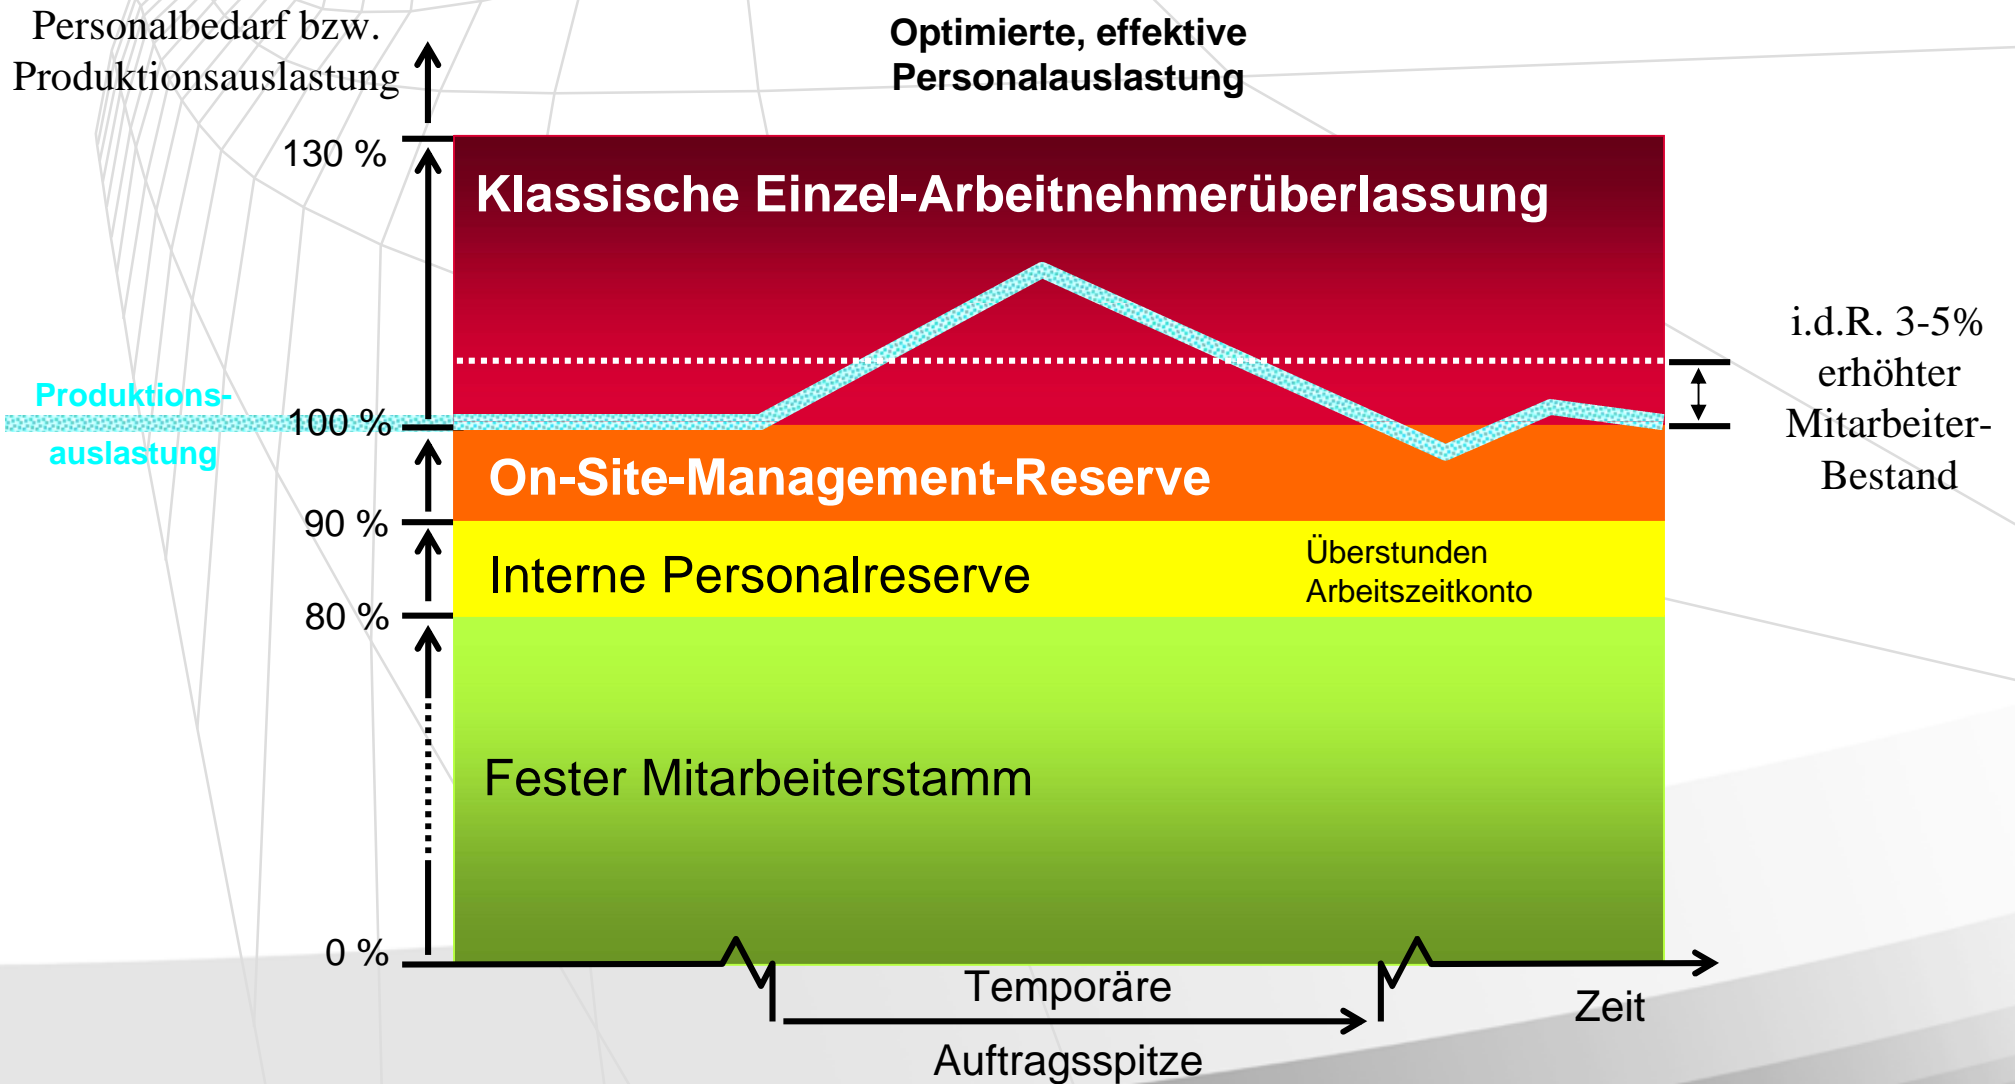 Personalbedarf bzw.
Produktionsauslastung
Optimierte, effektive
Personalauslastung
130 %
Klassische Einzel-Arbeitnehmerüberlassung
i.d.R. 3-5%
erhöhter
Mitarbeiter-
Bestand
Produktions-
auslastung
100 %
On-Site-Management-Reserve
90 %
Interne Personalreserve
Überstunden
Arbeitszeitkonto
80 %
Fester Mitarbeiterstamm
0 %
Temporäre
Auftragsspitze
Zeit